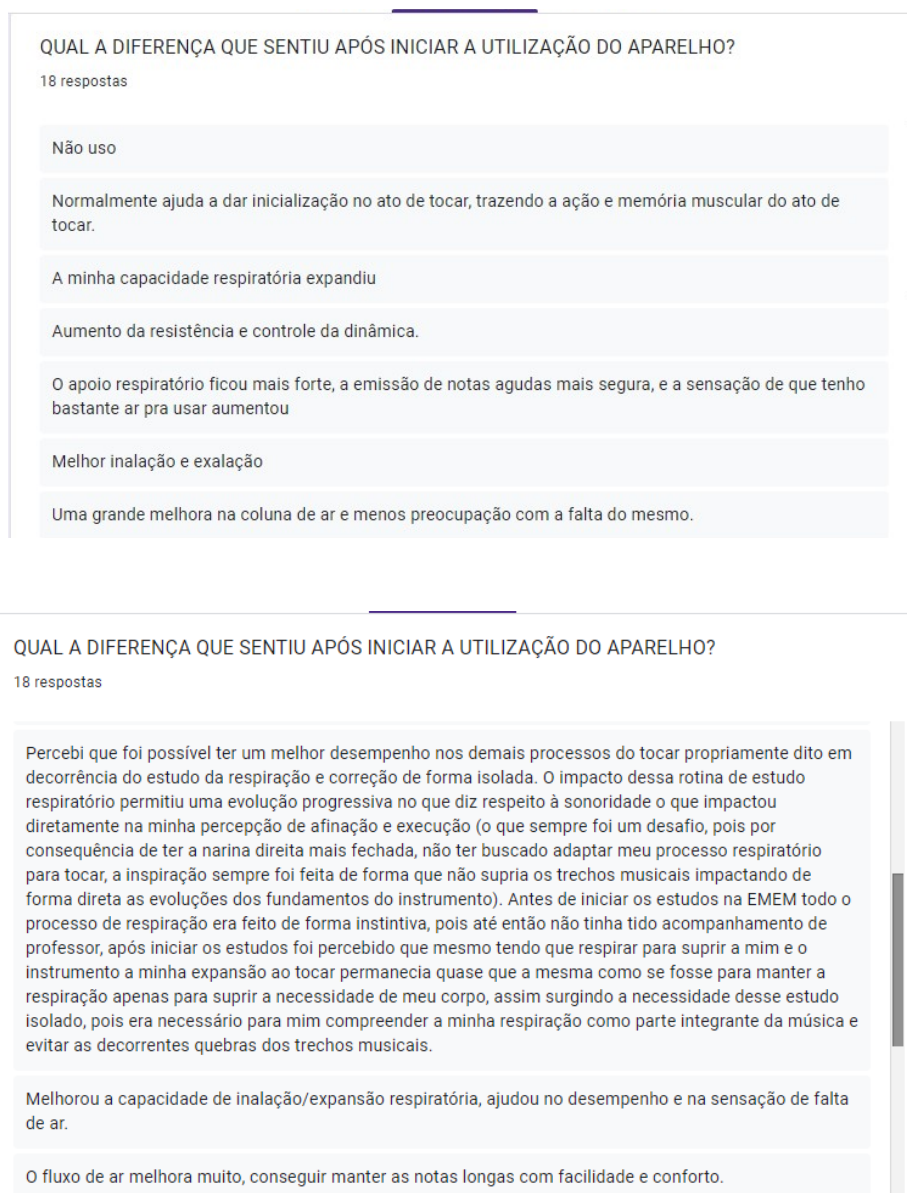 QUAL A DIFERENÇA QUE SENTIU APÓS INICIAR A UTILIZAÇÃO DO APARELHO?
18 respostas
Não uso
Normalmente ajuda a dar inicialização no ato de tocar, trazendo a ação e memória muscular do ato de
tocar.
A minha capacidade respiratória expandiu
Aumento da resistência e controle da dinâmica.
O apoio respiratório ficou mais forte, a emissão de notas agudas mais segura, e a sensação de que tenho
bastante ar pra usar aumentou
Melhor inalação e exalação
Uma grande melhora na coluna de ar e menos preocupação com a falta do mesmo.
QUAL A DIFERENÇA QUE SENTIU APÓS INICIAR A UTILIZAÇÃO DO APARELHO?
18 respostas
Percebi que foi possível ter um melhor desempenho nos demais processos do tocar propriamente dito em
decorrência do estudo da respiração e correção de forma isolada. O impacto dessa rotina de estudo
respiratório permitiu uma evolução progressiva no que diz respeito à sonoridade o que impactou
diretamente na minha percepção de afinação e execução (o que sempre foi um desafio, pois por
consequência de ter a narina direita mais fechada, não ter buscado adaptar meu processo respiratório
para tocar, a inspiração sempre foi feita de forma que não supria os trechos musicais impactando de
forma direta as evoluções dos fundamentos do instrumento). Antes de iniciar os estudos na EMEM todo o
processo de respiração era feito de forma instintiva, pois até então não tinha tido acompanhamento de
professor, após iniciar os estudos foi percebido que mesmo tendo que respirar para suprir a mim e o
instrumento a minha expansão ao tocar permanecia quase que a mesma como se fosse para manter a
respiração apenas para suprir a necessidade de meu corpo, assim surgindo a necessidade desse estudo
isolado, pois era necessário para mim compreender a minha respiração como parte integrante da música e
evitar as decorrentes quebras dos trechos musicais.
Melhorou a capacidade de inalação/expansão respiratória, ajudou no desempenho e na sensação de falta
de ar.
O fluxo de ar melhora muito, conseguir manter as notas longas com facilidade e conforto.